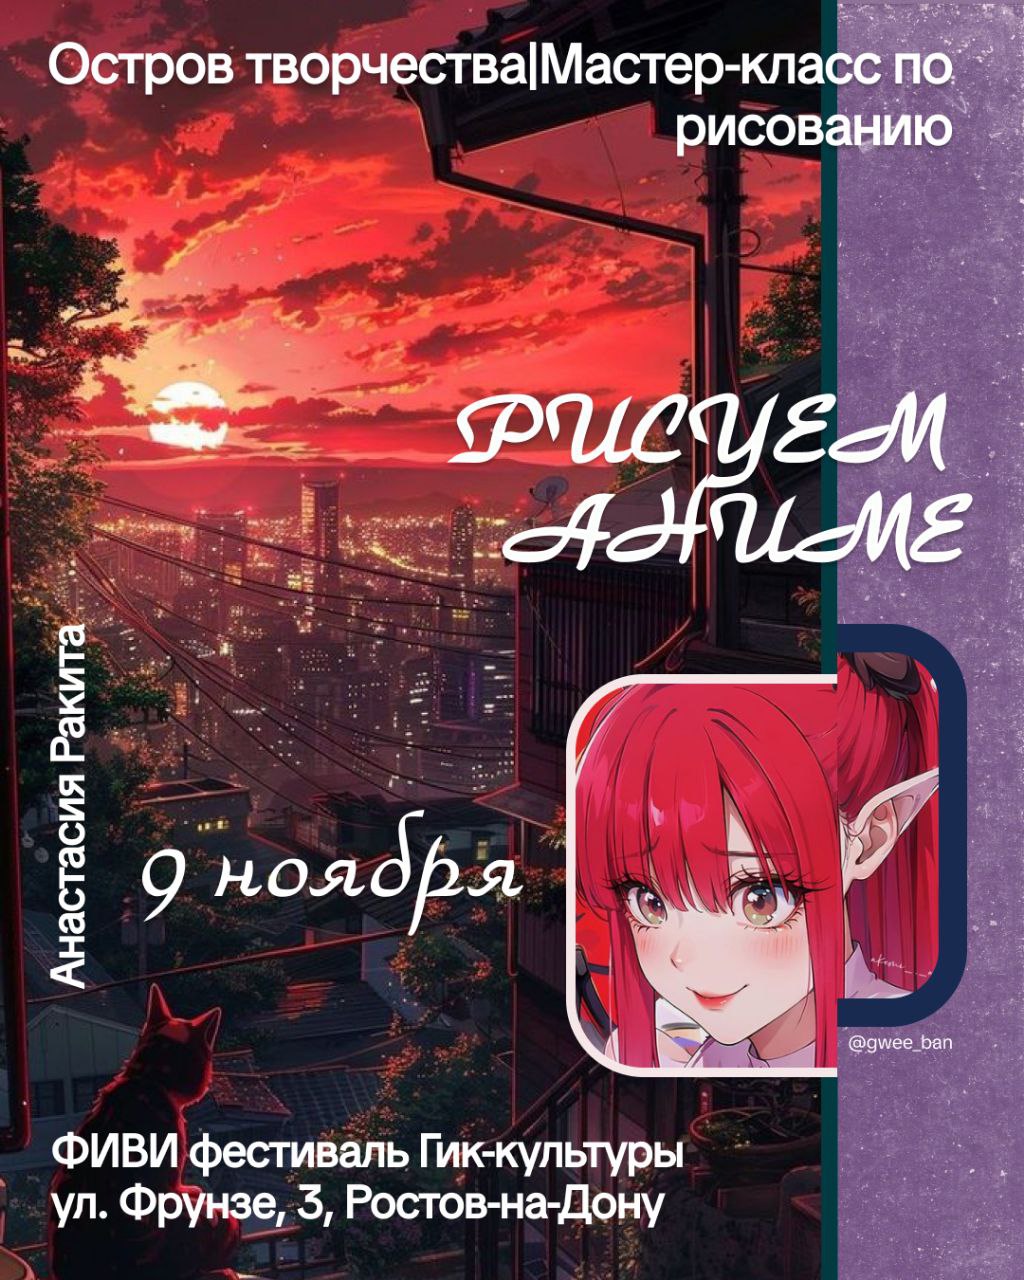 Остров творчества|Мастер-класс по
рисованию
РИСУЕМ
АНИМЕ
Анастасия Ракита
9 ноября
@gwee_ban
ФИВИ фестиваль Гик-культуры
ул. Фрунзе, 3, Ростов-на-Дону